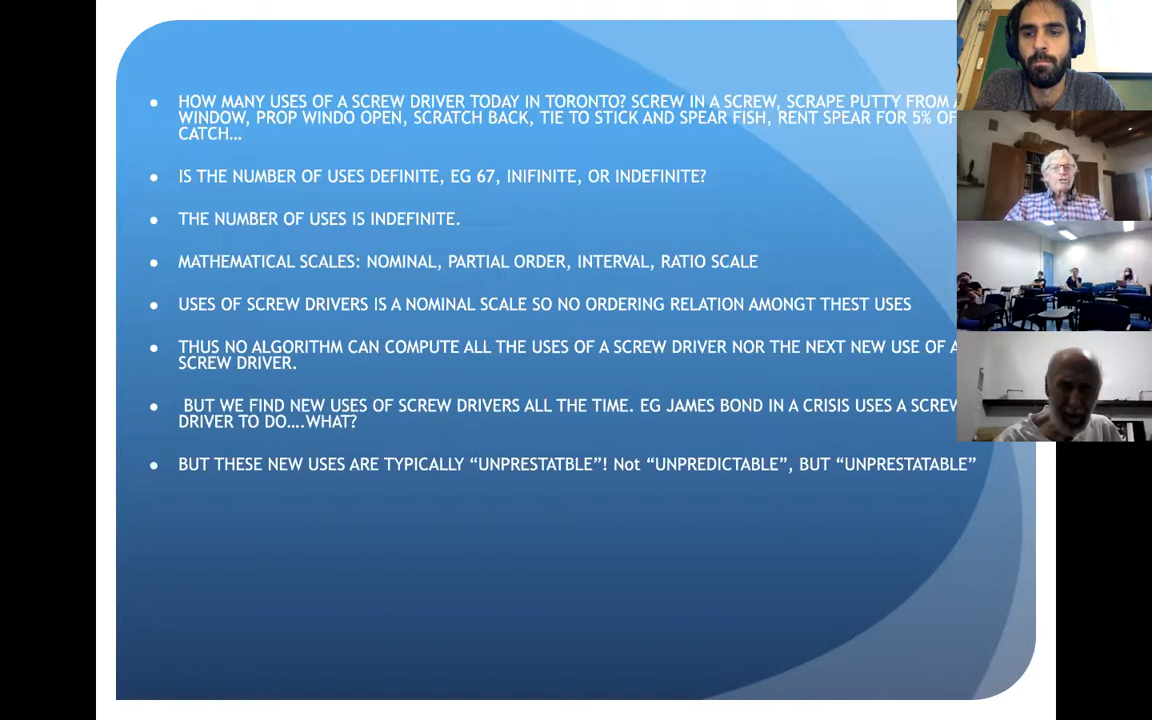 HOW MANY USES OF A SCREW DRIVER TODAY IN TORONTO? SCREW IN A SCREW, SCRAPE PUTTY FROM
WINDOW, PROP WINDO OPEN, SCRATCH BACK, TIE TO STICK AND SPEAR FISH, RENT SPEAR FOR 5% OF
CATCH…
IS THE NUMBER OF USES DEFINITE, EG 67, INIFINITE, OR INDEFINITE?
THE NUMBER OF USES IS INDEFINITE.
MATHEMATICAL SCALES: NOMINAL, PARTIAL ORDER, INTERVAL, RATIO SCALE
USES OF SCREW DRIVERS IS A NOMINAL SCALE SO NO ORDERING RELATION AMONGT THEST USES
THUS NO ALGORITHM CAN COMPUTE ALL THE USES OF A SCREW DRIVER NOR THE NEXT NEW USE OF A
SCREW DRIVER.
BUT WE FIND NEW USES OF SCREW DRIVERS ALL THE TIME. EG JAMES BOND IN A CRISIS USES A SCREW
DRIVER TO DO….WHAT?
BUT THESE NEW USES ARE TYPICALLY “UNPRESTATBLE”! Not “UNPREDICTABLE”, BUT “UNPRESTATABLE”